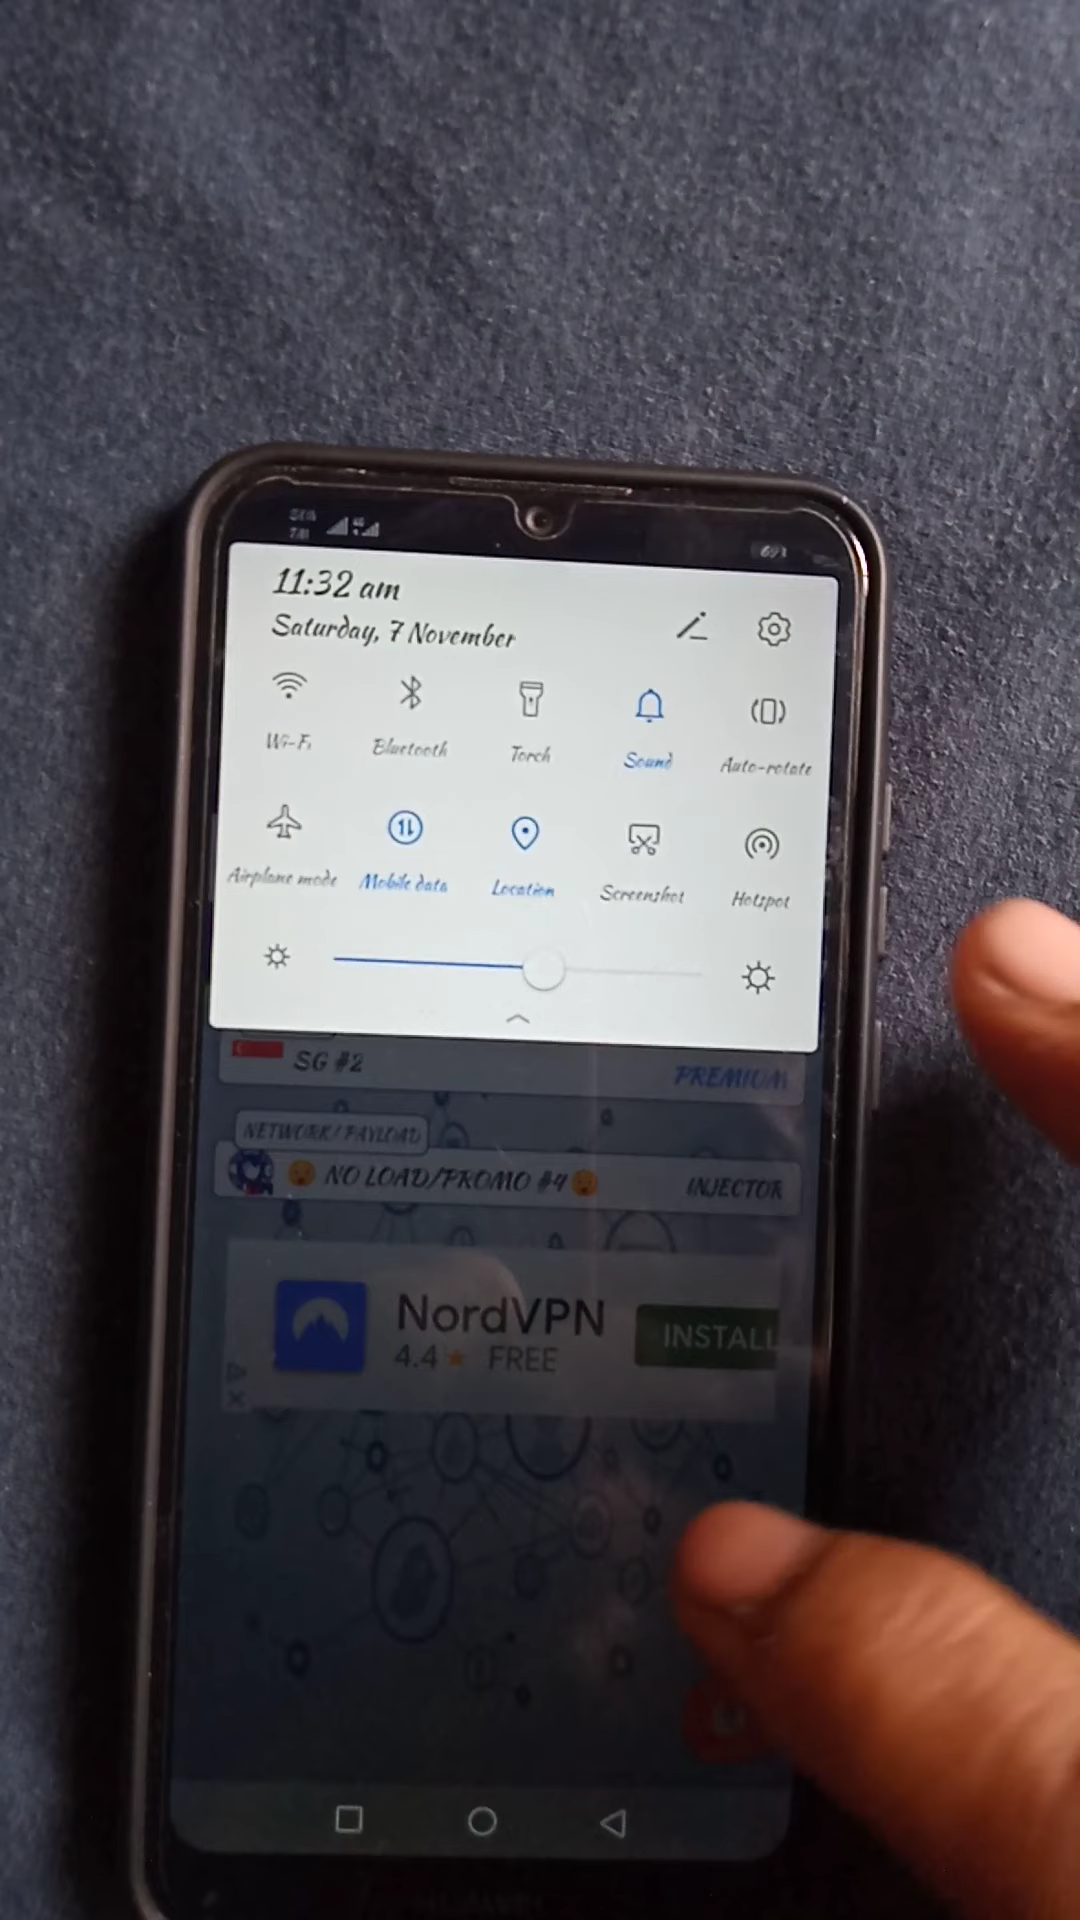 11:32 am
Saturday, 7 November
Wi-Fi
Bluetooth
Torch
Sound
Auto-rotate
Airplane mode
Mobile data
Location
Screenshot
Hotspot
SG #2
PREMIUM
NETWORK/PAYLOAD
😧 NO LOAD/PROMO #4 😧
INJECTOR
NordVPN
4.4 ★ FREE
INSTALL